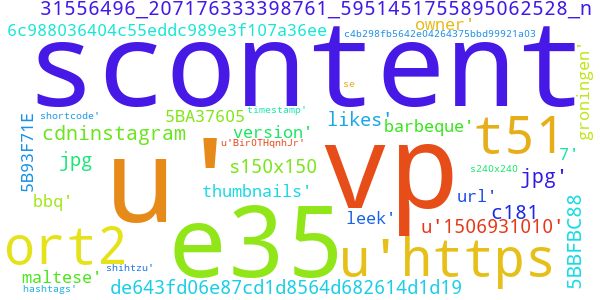 31556496_207176333398761_5951451755895062528_n
6c988036404c55eddc989e3f107a36ee
owner'
c4b298fb5642e04264375bbd99921a03
scontent
groningen'
se
shortcode'
5BA37605
timestamp'
likes'
barbeque'
t51
5B93F71E
cdninstagram
version'
u'
u'Bir0THqnhJr'
vp
7'
jpg
s150x150
s240x240
jpg'
thumbnails'
url'
bbq'
e35
leek'
c181
5BBFBC88
u'1506931010'
ort2
u'https
shihtzu'
maltese'
hashtags'
de643fd06e87cd1d8564d682614d1d19